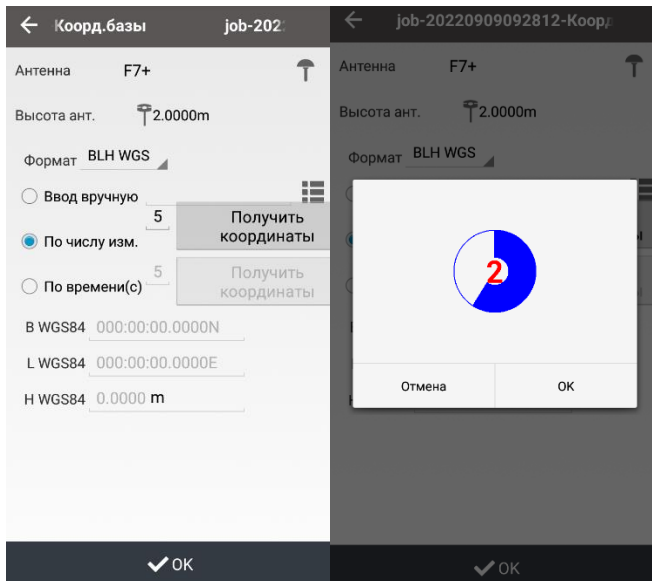 Коорд.базы job-202
Антенна F7+
Высота ант. 2.0000m
Формат BLH WGS
Ввод вручную
По числу изм. 5 Получить координаты
По времени(с) 5 Получить координаты
B WGS84 000:00:00.0000N
L WGS84 000:00:00.0000E
H WGS84 0.0000 m
OK
job-20220909092812-Коорд
Антенна F7+
Высота ант. 2.0000m
Формат BLH WGS
2
Отмена OK
OK